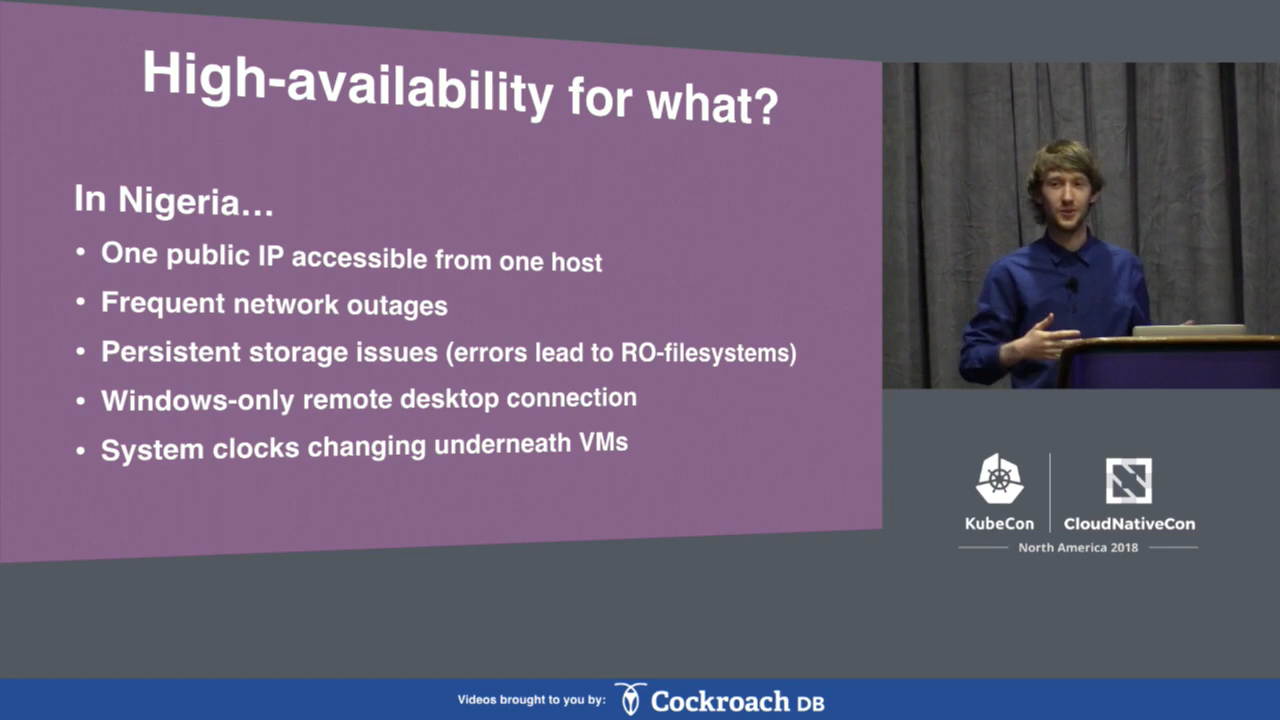 High-availability for what?
In Nigeria...
• One public IP accessible from one host
• Frequent network outages
• Persistent storage issues (errors lead to RO-filesystems)
• Windows-only remote desktop connection
• System clocks changing underneath VMs
KubeCon
CloudNativeCon
North America 2018
Videos brought to you by:
Cockroach DB